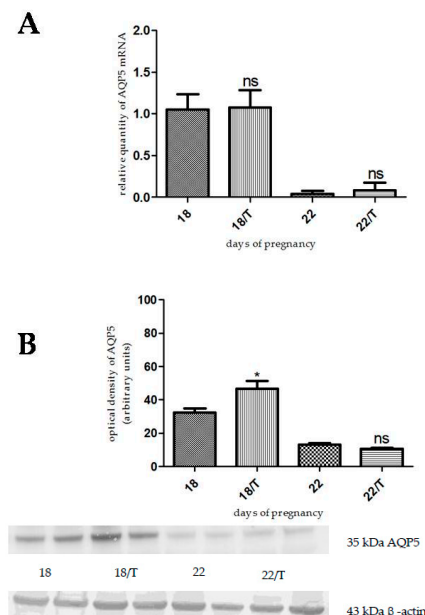 A
relative quantity of AQP5 mRNA
2.0
1.5
1.0
0.5
0.0
ns
ns
18
18/T
22
22/T
days of pregnancy
B
optical density of AQP5
(arbitrary units)
100
80
60
40
20
0
*
ns
18
18/T
22
22/T
days of pregnancy
35 kDa AQP5
18 18/T 22 22/T
43 kDa β -actin